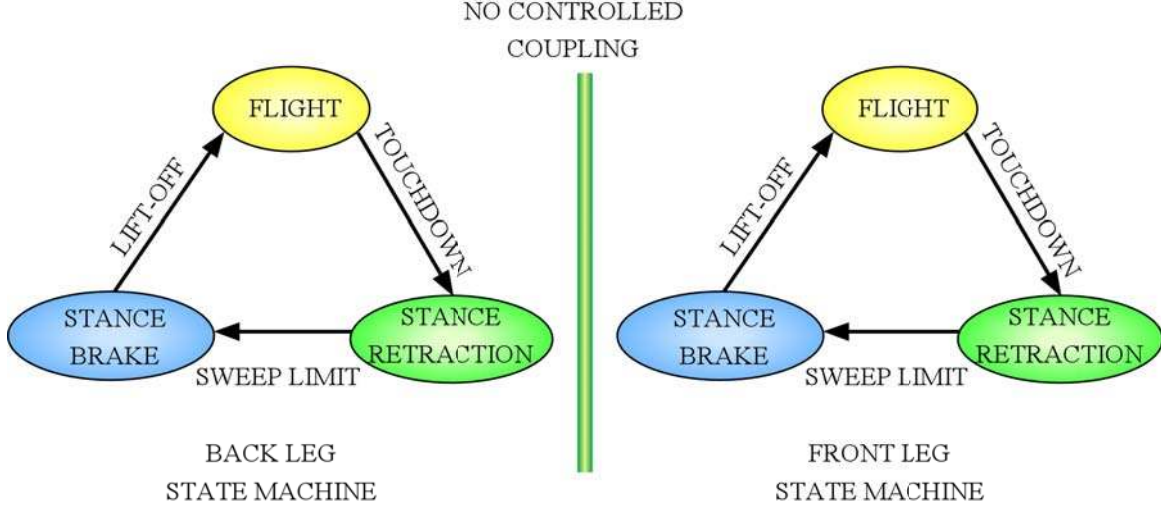 NO CONTROLLED
COUPLING
FLIGHT
LIFT-OFF
TOUCHDOWN
STANCE
BRAKE
STANCE
RETRACTION
SWEEP LIMIT
BACK LEG
STATE MACHINE
FLIGHT
LIFT-OFF
TOUCHDOWN
STANCE
BRAKE
STANCE
RETRACTION
SWEEP LIMIT
FRONT LEG
STATE MACHINE